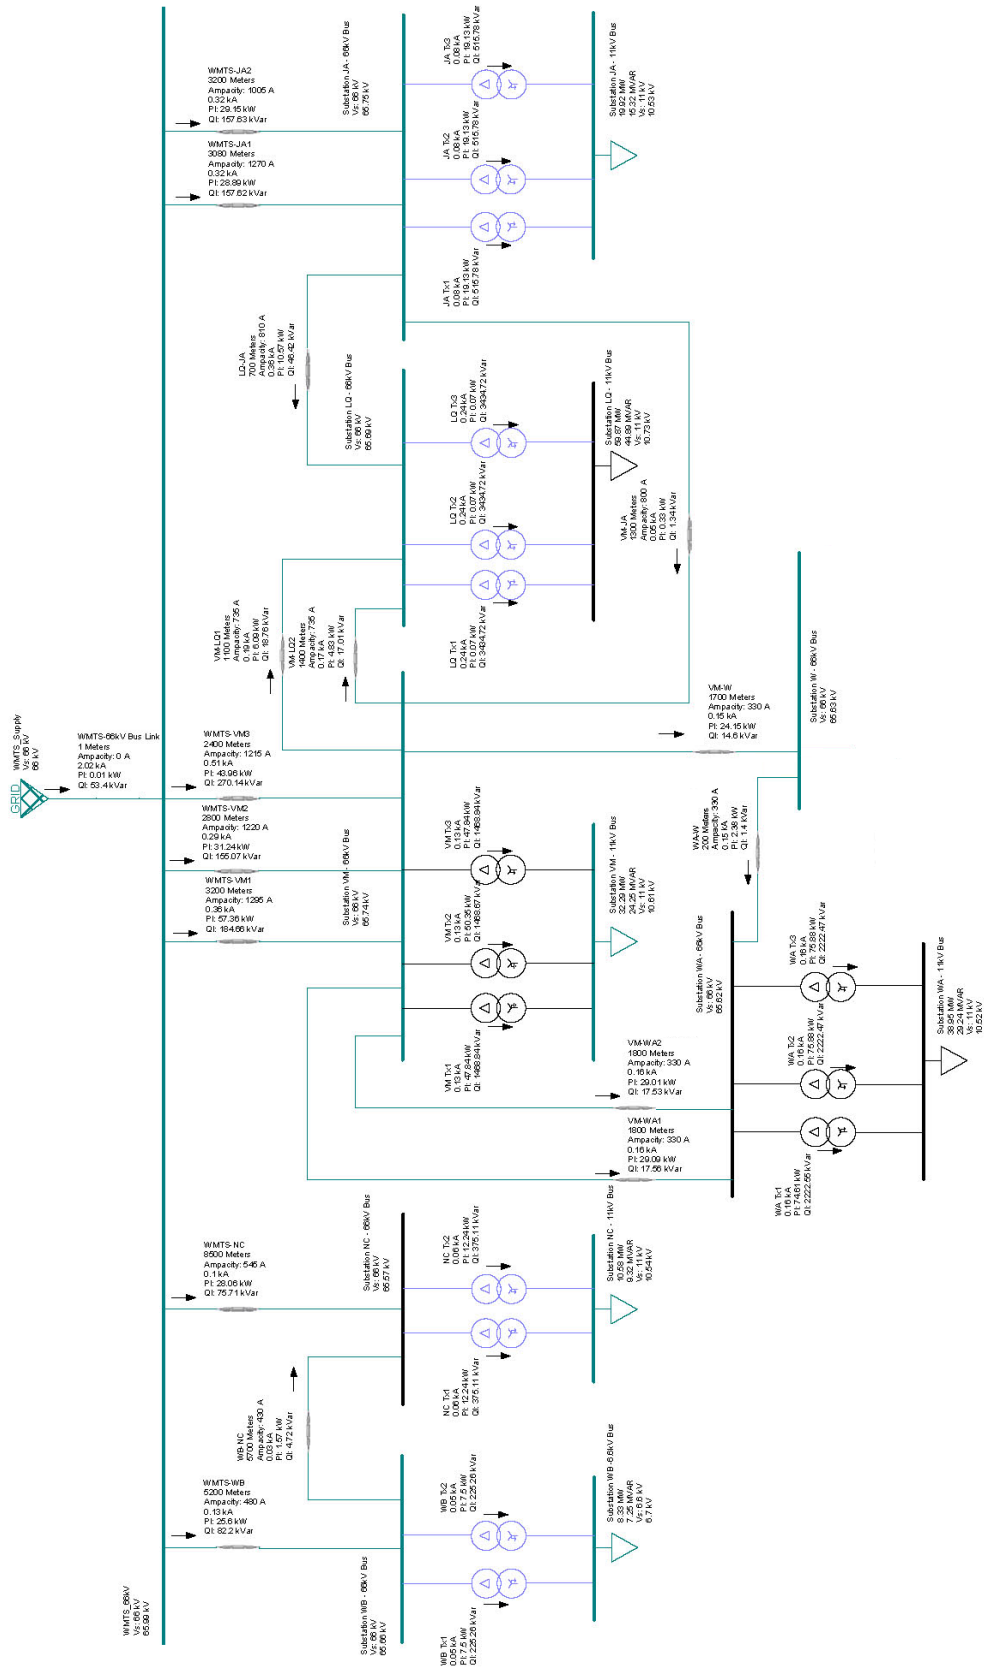 WMTS-JA2
3200 Meters
Ampacity: 1005 A
0.32 kA
Pl: 29.15 kW
Ql: 157.63 kVar
WMTS-JA1
3080 Meters
Ampacity: 1270 A
0.32 kA
Pl: 28.89 kW
Ql: 157.62 kVar
Substation JA - 66kV Bus
Vs: 66 kV
65.75 kV
JA Tx3
0.08 kA
Pl: 19.13 kW
Ql: 515.78 kVar
JA Tx2
0.08 kA
Pl: 19.13 kW
Ql: 515.78 kVar
JA Tx1
0.08 kA
Pl: 19.13 kW
Ql: 515.78 kVar
Substation JA - 11kV Bus
19.92 MW
15.32 MVAR
Vs: 11 kV
10.53 kV
LQ-JA
700 Meters
Ampacity: 810 A
0.36 kA
Pl: 10.57 kW
Ql: 46.42 kVar
Substation LQ - 66kV Bus
Vs: 66 kV
65.69 kV
LQ Tx3
0.24 kA
Pl: 0.07 kW
Ql: 3434.72 kVar
LQ Tx2
0.24 kA
Pl: 0.07 kW
Ql: 3434.72 kVar
LQ Tx1
0.24 kA
Pl: 0.07 kW
Ql: 3434.72 kVar
Substation LQ - 11kV Bus
59.87 MW
44.89 MVAR
Vs: 11 kV
10.73 kV
VM-JA
1300 Meters
Ampacity: 800 A
0.05 kA
Pl: 0.33 kW
Ql: 1.34 kVar
VM-LQ1
1100 Meters
Ampacity: 735 A
0.19 kA
Pl: 6.09 kW
Ql: 18.76 kVar
VM-LQ2
1400 Meters
Ampacity: 735 A
0.17 kA
Pl: 4.83 kW
Ql: 17.01 kVar
GRID
WMTS_Supply
Vs: 66 kV
66 kV
WMTS-66kV Bus Link
1 Meters
Ampacity: 0 A
2.02 kA
Pl: 0.01 kW
Ql: 53.4 kVar
WMTS-VM3
2400 Meters
Ampacity: 1215 A
0.51 kA
Pl: 43.96 kW
Ql: 270.14 kVar
WMTS-VM2
2800 Meters
Ampacity: 1220 A
0.29 kA
Pl: 31.24 kW
Ql: 155.07 kVar
WMTS-VM1
3200 Meters
Ampacity: 1295 A
0.36 kA
Pl: 57.36 kW
Ql: 184.66 kVar
Substation VM - 66kV Bus
Vs: 66 kV
65.74 kV
VM Tx3
0.13 kA
Pl: 47.84 kW
Ql: 1468.84 kVar
VM Tx2
0.13 kA
Pl: 50.35 kW
Ql: 1468.67 kVar
VM Tx1
0.13 kA
Pl: 47.84 kW
Ql: 1468.84 kVar
Substation VM - 11kV Bus
32.29 MW
24.25 MVAR
Vs: 11 kV
10.61 kV
VM-W
1700 Meters
Ampacity: 330 A
0.15 kA
Pl: 24.15 kW
Ql: 14.6 kVar
Substation W - 66kV Bus
Vs: 66 kV
65.63 kV
WA-W
200 Meters
Ampacity: 330 A
0.15 kA
Pl: 2.38 kW
Ql: 1.4 kVar
Substation WA - 66kV Bus
Vs: 66 kV
65.62 kV
VM-WA2
1800 Meters
Ampacity: 330 A
0.16 kA
Pl: 29.01 kW
Ql: 17.53 kVar
VM-WA1
1800 Meters
Ampacity: 330 A
0.16 kA
Pl: 29.09 kW
Ql: 17.56 kVar
WA Tx3
0.16 kA
Pl: 75.88 kW
Ql: 2222.47 kVar
WA Tx2
0.16 kA
Pl: 75.88 kW
Ql: 2222.47 kVar
WA Tx1
0.16 kA
Pl: 74.61 kW
Ql: 2222.55 kVar
Substation WA - 11kV Bus
38.95 MW
29.24 MVAR
Vs: 11 kV
10.52 kV
WMTS-NC
8500 Meters
Ampacity: 545 A
0.1 kA
Pl: 28.06 kW
Ql: 75.71 kVar
Substation NC - 66kV Bus
Vs: 66 kV
65.57 kV
NC Tx2
0.06 kA
Pl: 12.24 kW
Ql: 375.11 kVar
NC Tx1
0.06 kA
Pl: 12.24 kW
Ql: 375.11 kVar
Substation NC - 11kV Bus
10.58 MW
9.32 MVAR
Vs: 11 kV
10.54 kV
WB-NC
5700 Meters
Ampacity: 430 A
0.03 kA
Pl: 1.57 kW
Ql: 4.72 kVar
WMTS-WB
5200 Meters
Ampacity: 480 A
0.13 kA
Pl: 25.6 kW
Ql: 82.2 kVar
WMTS_66kV
Vs: 66 kV
65.99 kV
Substation WB - 66kV Bus
Vs: 66 kV
65.66 kV
WB Tx2
0.05 kA
Pl: 7.5 kW
Ql: 225.26 kVar
WB Tx1
0.05 kA
Pl: 7.5 kW
Ql: 225.26 kVar
Substation WB -6.6kV Bus
8.33 MW
7.25 MVAR
Vs: 6.6 kV
6.7 kV